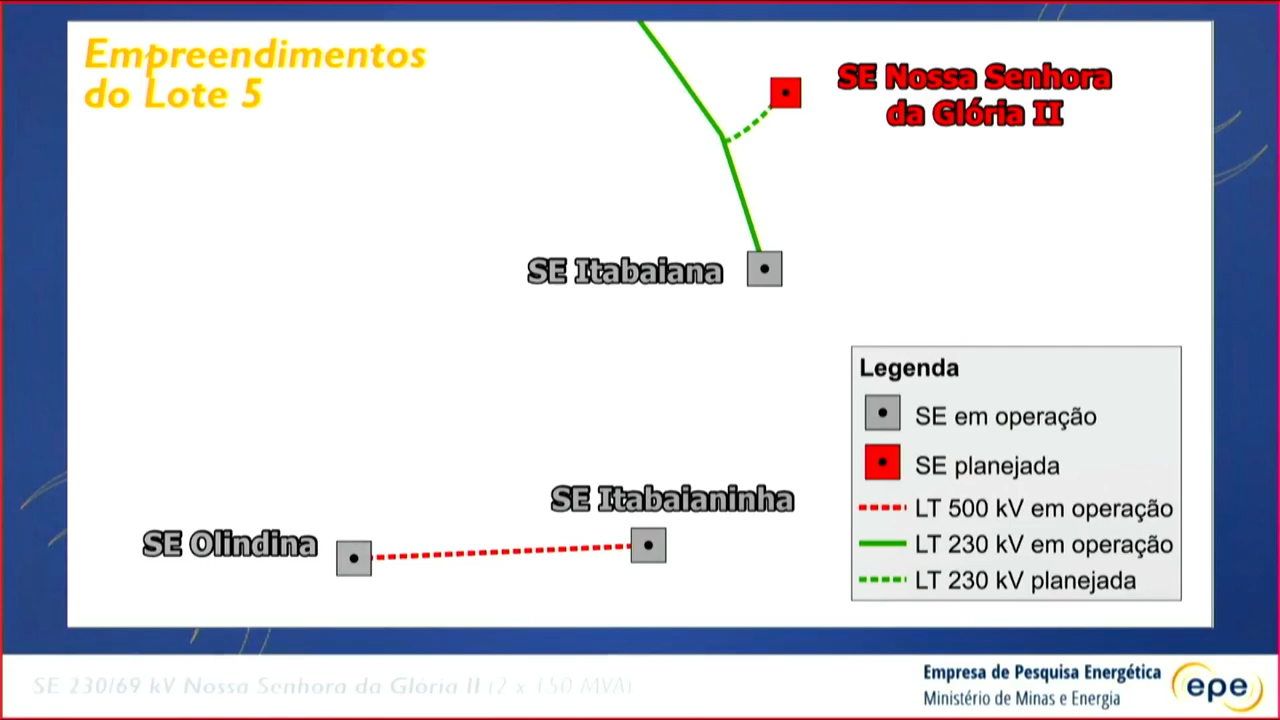 Empreendimentos
do Lote 5
SE Nossa Senhora
da Glória II
SE Itabaiana
SE Itabaianinha
SE Olindina
Legenda
SE em operação
SE planejada
LT 500 kV em operação
LT 230 kV em operação
LT 230 kV planejada
SE 230/69 kV Nossa Senhora da Glória II (2 x 150 MVA)
Empresa de Pesquisa Energética
Ministério de Minas e Energia
epe